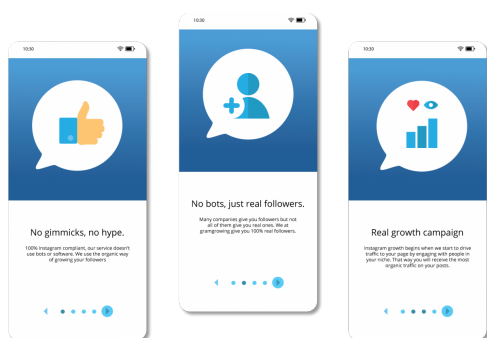 10:30
No gimmicks, no hype.
100% Instagram compliant, our service doesn't
use bots or software. We use the organic way
of growing your followers
10:30
No bots, just real followers.
Many companies give you followers but not
all of them give you real ones. We at
gramgrowing give you 100% real followers.
10:30
Real growth campaign
Instagram growth begins when we start to drive
traffic to your page by engaging with people in
your niche. That way you will receive the most
organic traffic on your posts.